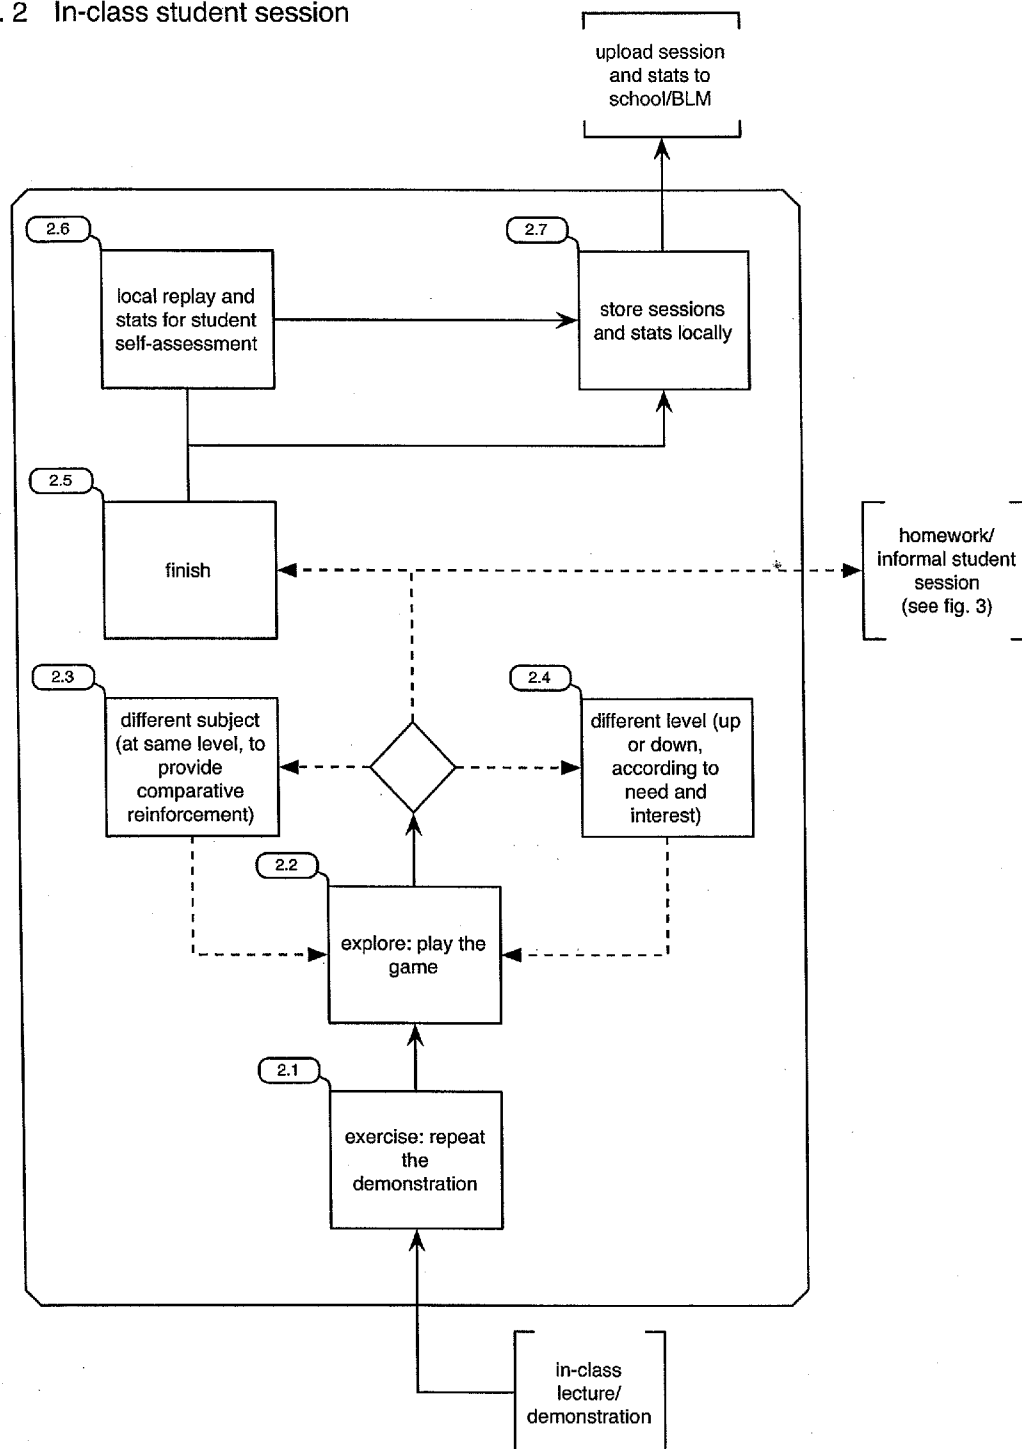 . 2 In-class student session
upload session
and stats to
school/BLM
2.6
2.7
local replay and
stats for student
self-assessment
store sessions
and stats locally
2.5
finish
homework/
informal student
session
(see fig. 3)
2.3
2.4
different subject
(at same level, to
provide
comparative
reinforcement)
different level (up
or down,
according to
need and
interest)
2.2
explore: play the
game
2.1
exercise: repeat
the
demonstration
in-class
lecture/
demonstration